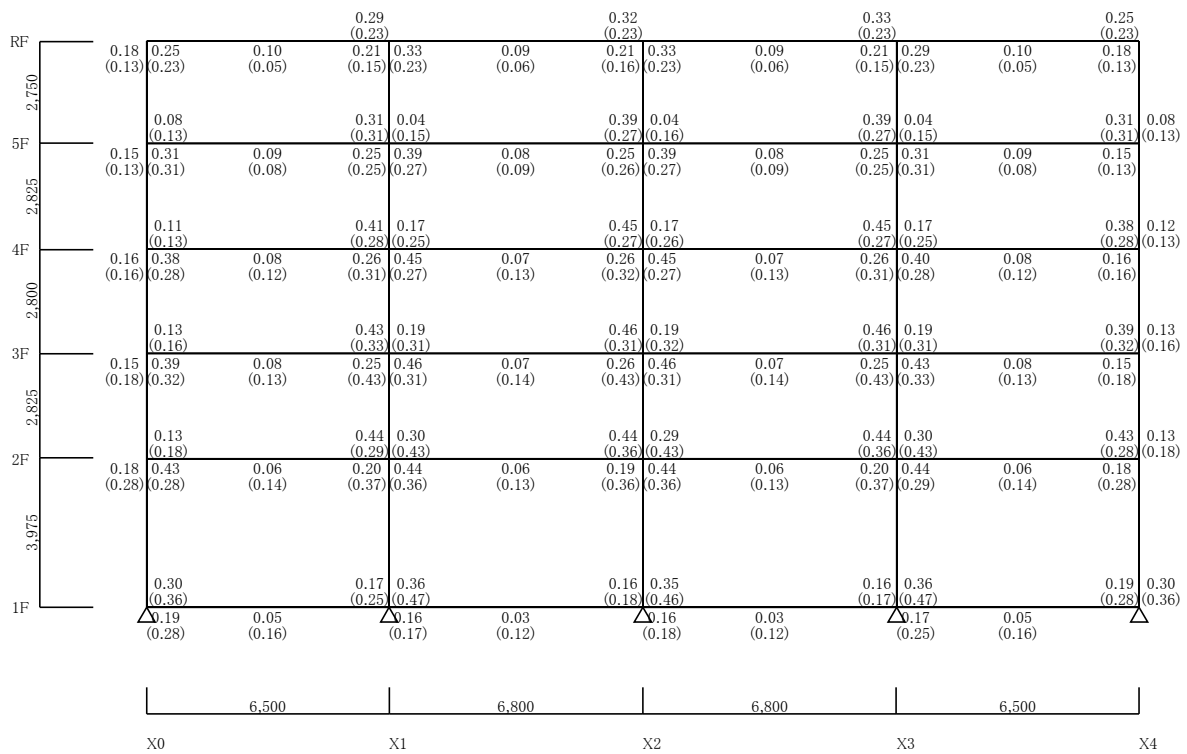 0.29 0.32 0.33 0.25
(0.23) (0.23) (0.23) (0.23)
RF
0.18 0.25 0.10 0.21 0.33 0.09 0.21 0.33 0.09 0.21 0.29 0.10 0.18
(0.13) (0.23) (0.05) (0.15) (0.23) (0.06) (0.16) (0.23) (0.06) (0.15) (0.23) (0.05) (0.13)
2,750
0.08 0.31 0.04 0.39 0.04 0.39 0.04 0.31 0.08
(0.13) (0.31) (0.15) (0.27) (0.16) (0.27) (0.15) (0.31) (0.13)
5F
0.15 0.31 0.09 0.25 0.39 0.08 0.25 0.39 0.08 0.25 0.31 0.09 0.15
(0.13) (0.31) (0.08) (0.25) (0.27) (0.09) (0.26) (0.27) (0.09) (0.25) (0.31) (0.08) (0.13)
2,825
0.11 0.41 0.17 0.45 0.17 0.45 0.17 0.38 0.12
(0.13) (0.28) (0.25) (0.27) (0.26) (0.27) (0.25) (0.28) (0.13)
4F
0.16 0.38 0.08 0.26 0.45 0.07 0.26 0.45 0.07 0.26 0.40 0.08 0.16
(0.16) (0.28) (0.12) (0.31) (0.27) (0.13) (0.32) (0.27) (0.13) (0.31) (0.28) (0.12) (0.16)
2,800
0.13 0.43 0.19 0.46 0.19 0.46 0.19 0.39 0.13
(0.16) (0.33) (0.31) (0.31) (0.32) (0.31) (0.31) (0.32) (0.16)
3F
0.15 0.39 0.08 0.25 0.46 0.07 0.26 0.46 0.07 0.25 0.43 0.08 0.15
(0.18) (0.32) (0.13) (0.43) (0.31) (0.14) (0.43) (0.31) (0.14) (0.43) (0.33) (0.13) (0.18)
2,825
0.13 0.44 0.30 0.44 0.29 0.44 0.30 0.43 0.13
(0.18) (0.29) (0.43) (0.36) (0.43) (0.36) (0.43) (0.28) (0.18)
2F
0.18 0.43 0.06 0.20 0.44 0.06 0.19 0.44 0.06 0.20 0.44 0.06 0.18
(0.28) (0.28) (0.14) (0.37) (0.36) (0.13) (0.36) (0.36) (0.13) (0.37) (0.29) (0.14) (0.28)
3,975
0.30 0.17 0.36 0.16 0.35 0.16 0.36 0.19 0.30
(0.36) (0.25) (0.47) (0.18) (0.46) (0.17) (0.47) (0.28) (0.36)
1F
0.19 0.05 0.16 0.03 0.16 0.03 0.17 0.05
(0.28) (0.16) (0.17) (0.12) (0.18) (0.12) (0.25) (0.16)
6,500 6,800 6,800 6,500
X0 X1 X2 X3 X4